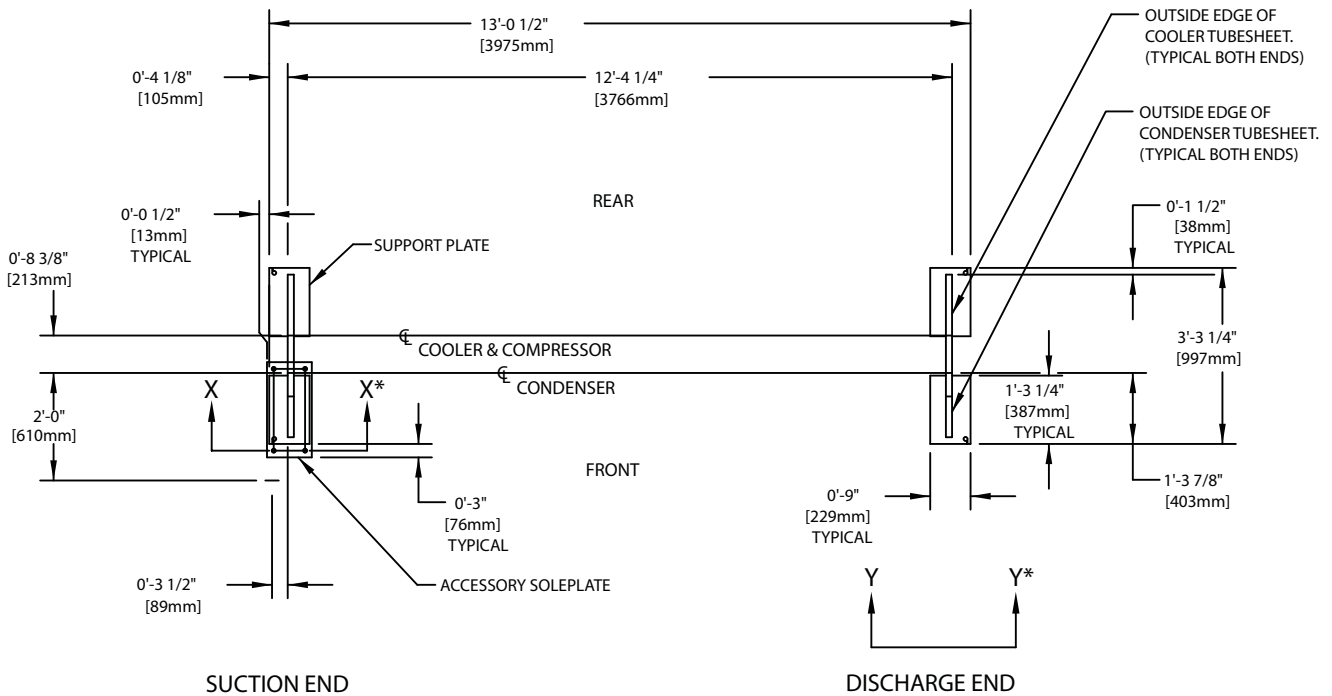 13'-0 1/2"
[3975mm]
0'-4 1/8"
[105mm]
12'-4 1/4"
[3766mm]
OUTSIDE EDGE OF
COOLER TUBESHEET.
(TYPICAL BOTH ENDS)
OUTSIDE EDGE OF
CONDENSER TUBESHEET.
(TYPICAL BOTH ENDS)
REAR
0'-0 1/2"
[13mm]
TYPICAL
0'-1 1/2"
[38mm]
TYPICAL
SUPPORT PLATE
0'-8 3/8"
[213mm]
℄
COOLER & COMPRESSOR
3'-3 1/4"
[997mm]
℄
CONDENSER
X
X*
1'-3 1/4"
[387mm]
TYPICAL
2'-0"
[610mm]
FRONT
1'-3 7/8"
[403mm]
0'-3"
[76mm]
TYPICAL
0'-9"
[229mm]
TYPICAL
0'-3 1/2"
[89mm]
ACCESSORY SOLEPLATE
Y
Y*
SUCTION END
DISCHARGE END